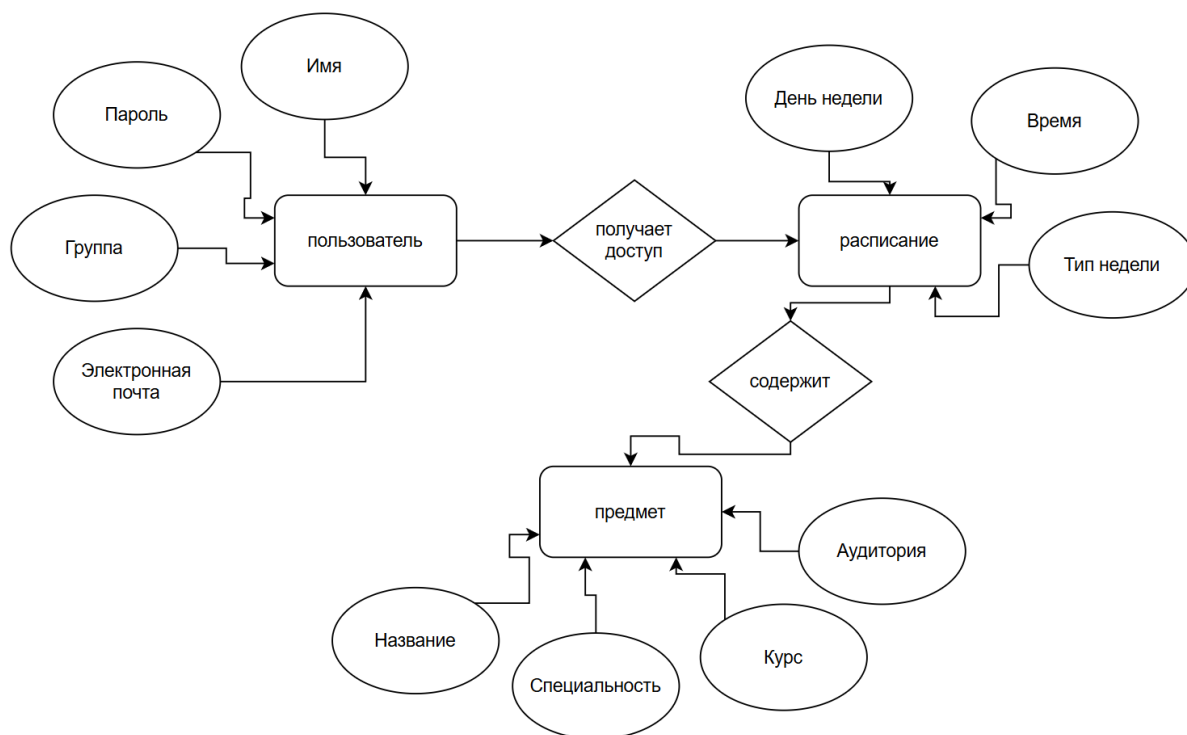 Имя
Пароль
День недели
Время
Группа
пользователь
получает
доступ
расписание
Тип недели
Электронная
почта
содержит
предмет
Аудитория
Название
Специальность
Курс